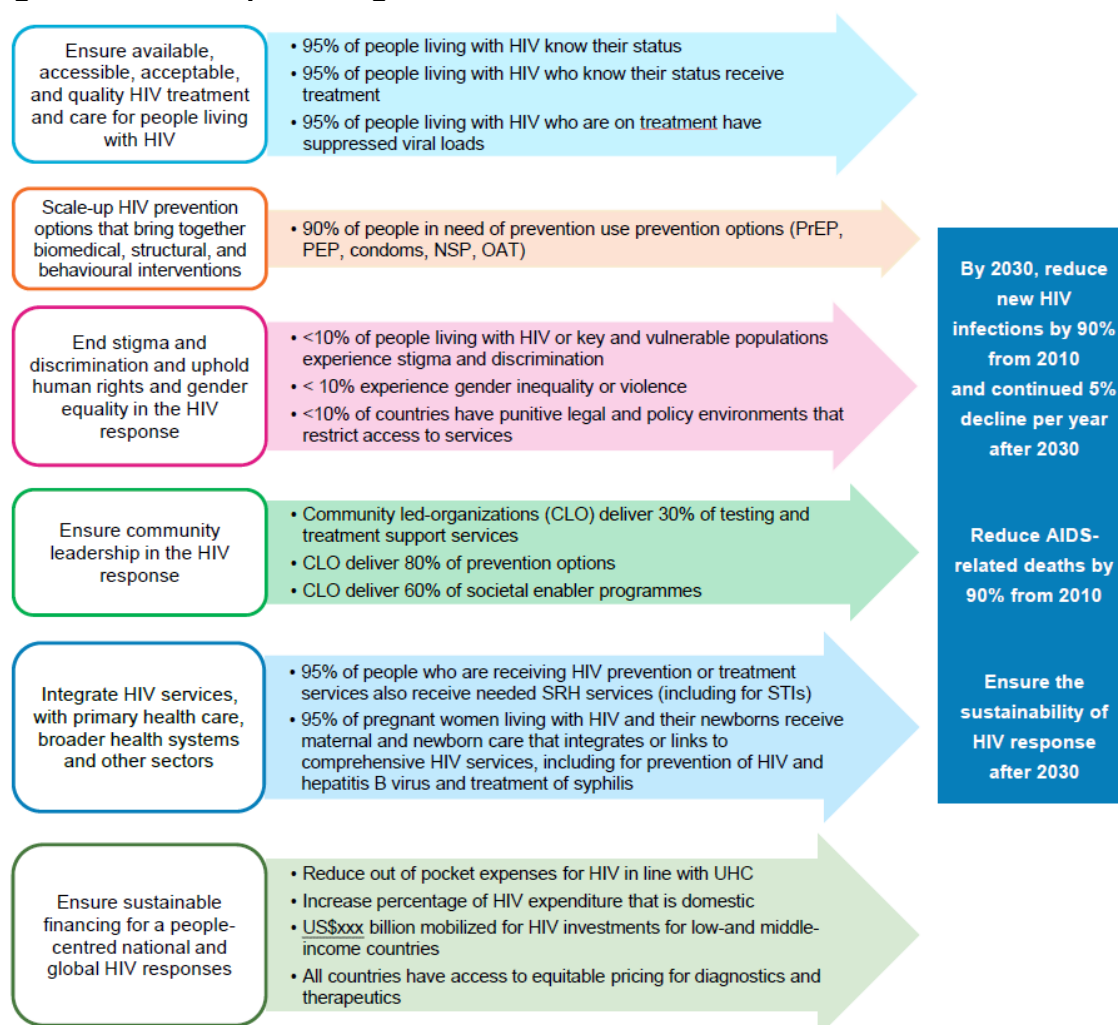 Ensure available,
accessible, acceptable,
and quality HIV treatment
and care for people living
with HIV
• 95% of people living with HIV know their status
• 95% of people living with HIV who know their status receive
treatment
• 95% of people living with HIV who are on treatment have
suppressed viral loads
Scale-up HIV prevention
options that bring together
biomedical, structural, and
behavioural interventions
• 90% of people in need of prevention use prevention options (PrEP,
PEP, condoms, NSP, OAT)
End stigma and
discrimination and uphold
human rights and gender
equality in the HIV
response
• <10% of people living with HIV or key and vulnerable populations
experience stigma and discrimination
• < 10% experience gender inequality or violence
• <10% of countries have punitive legal and policy environments that
restrict access to services
Ensure community
leadership in the HIV
response
• Community led-organizations (CLO) deliver 30% of testing and
treatment support services
• CLO deliver 80% of prevention options
• CLO deliver 60% of societal enabler programmes
Integrate HIV services,
with primary health care,
broader health systems
and other sectors
• 95% of people who are receiving HIV prevention or treatment
services also receive needed SRH services (including for STIs)
• 95% of pregnant women living with HIV and their newborns receive
maternal and newborn care that integrates or links to
comprehensive HIV services, including for prevention of HIV and
hepatitis B virus and treatment of syphilis
Ensure sustainable
financing for a people-
centred national and
global HIV responses
• Reduce out of pocket expenses for HIV in line with UHC
• Increase percentage of HIV expenditure that is domestic
• US$xxx billion mobilized for HIV investments for low-and middle-
income countries
• All countries have access to equitable pricing for diagnostics and
therapeutics
By 2030, reduce
new HIV
infections by 90%
from 2010
and continued 5%
decline per year
after 2030
Reduce AIDS-
related deaths by
90% from 2010
Ensure the
sustainability of
HIV response
after 2030